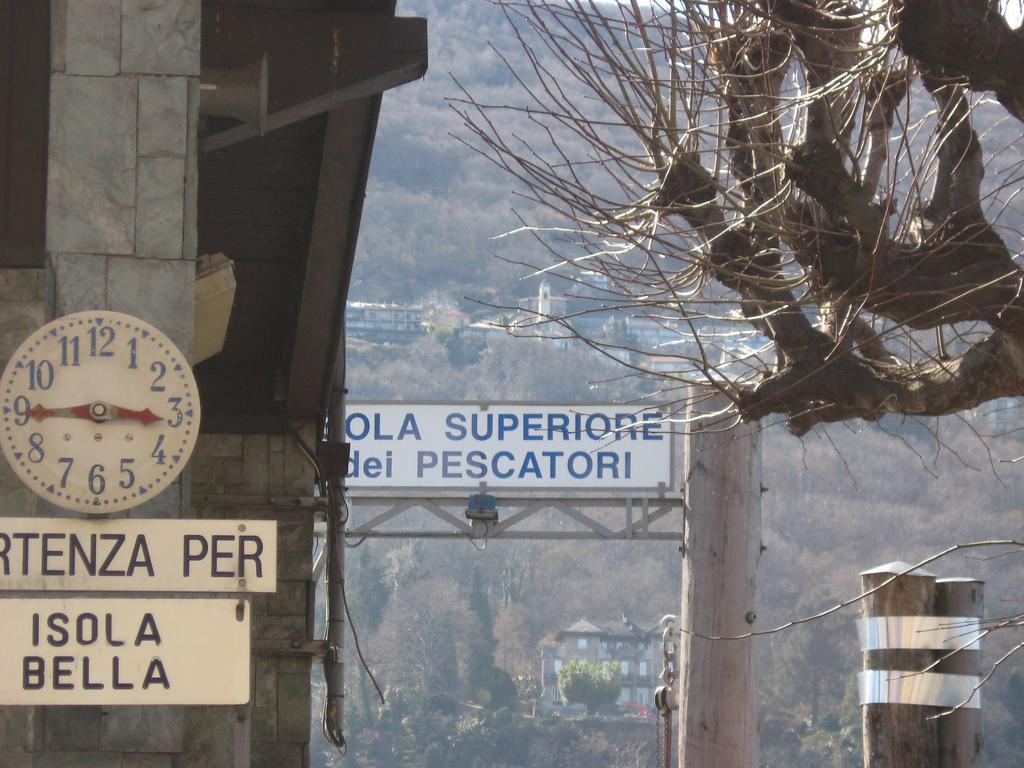 12
1
2
3
4
5
6
7
8
9
10
11
RTENZA PER
ISOLA
BELLA
OLA SUPERIORE
dei PESCATORI